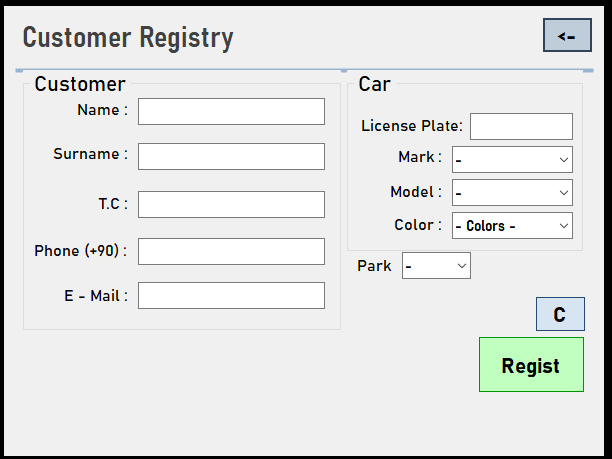 Customer Registry
<-
Customer
Name :
Surname :
T.C :
Phone (+90) :
E - Mail :
Car
License Plate:
Mark : -
Model : -
Color : - Colors -
Park -
C
Regist